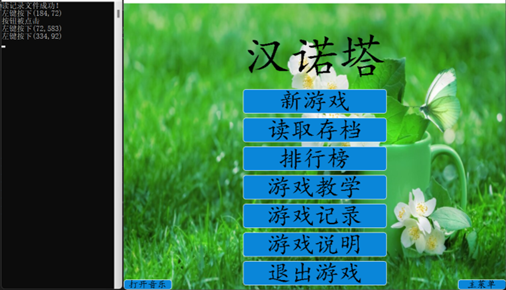 读记录文件成功!
左键按下(184,72)
按钮被点击
左键按下(72,583)
左键按下(334,92)
汉诺塔
新游戏
读取存档
排行榜
游戏教学
游戏记录
游戏说明
退出游戏
打开音乐
主菜单